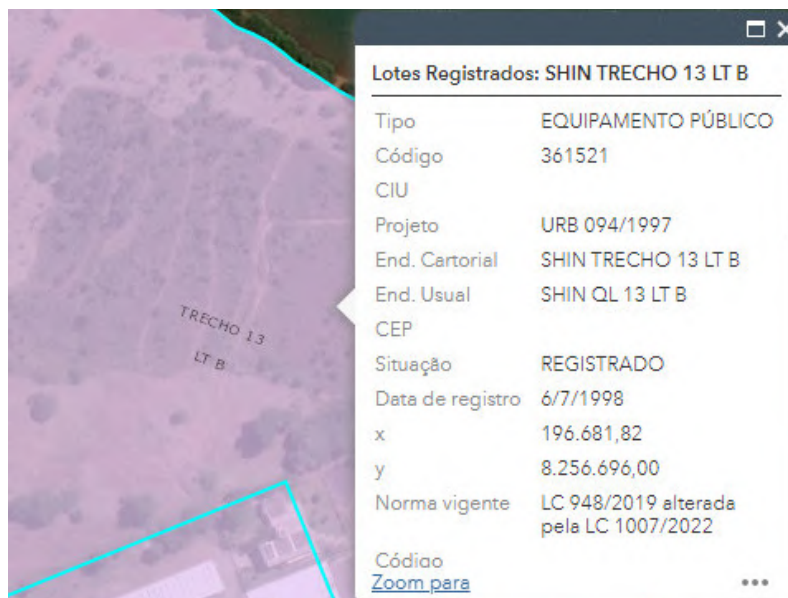 Lotes Registrados: SHIN TRECHO 13 LT B
Tipo EQUIPAMENTO PÚBLICO
Código 361521
CIU
Projeto URB 094/1997
End. Cartorial SHIN TRECHO 13 LT B
End. Usual SHIN QL 13 LT B
CEP
Situação REGISTRADO
Data de registro 6/7/1998
x 196.681,82
y 8.256.696,00
Norma vigente LC 948/2019 alterada
pela LC 1007/2022
Código
Zoom para
TRECHO 13
LT B